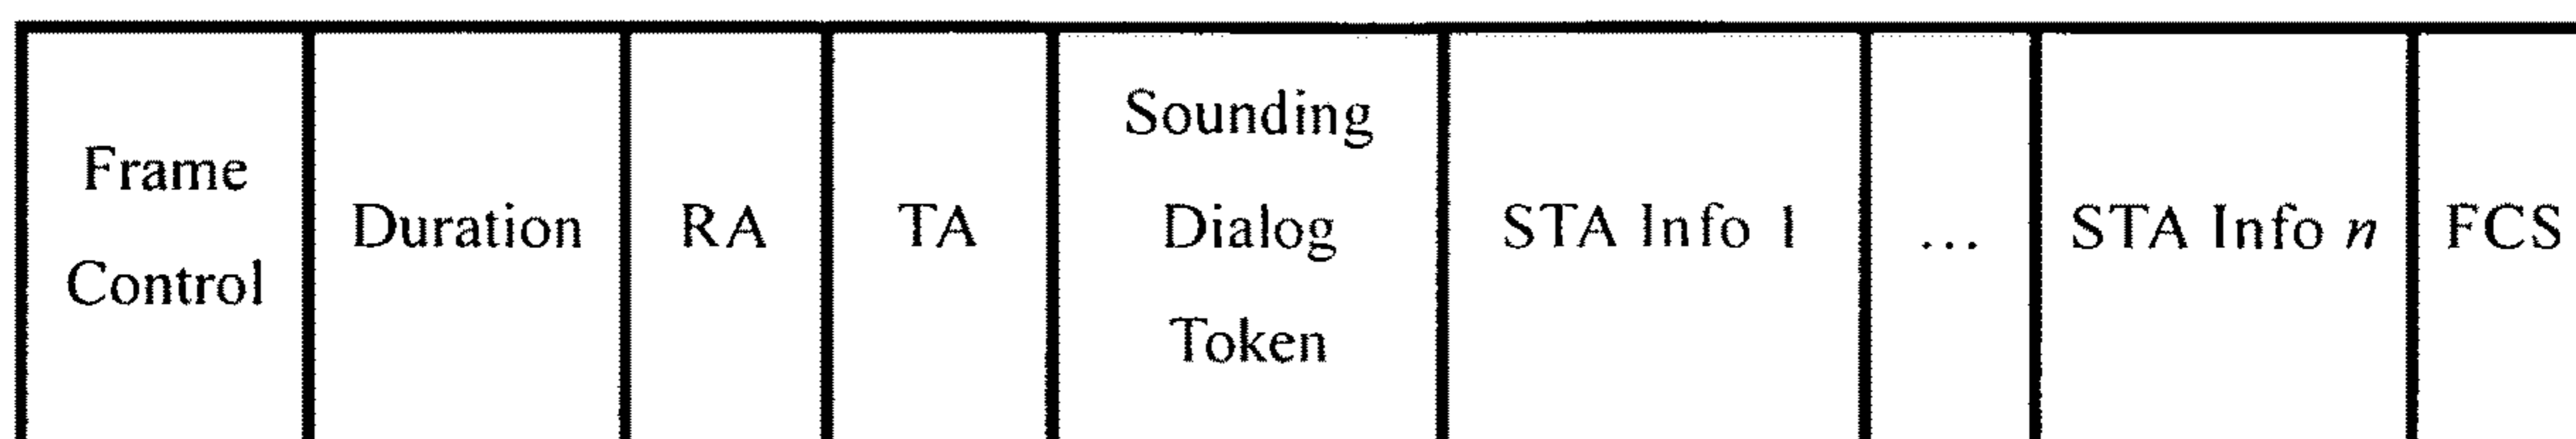 Frame
Control
Duration
RA
TA
Sounding
Dialog
Token
STA Info 1
...
STA Info n
FCS